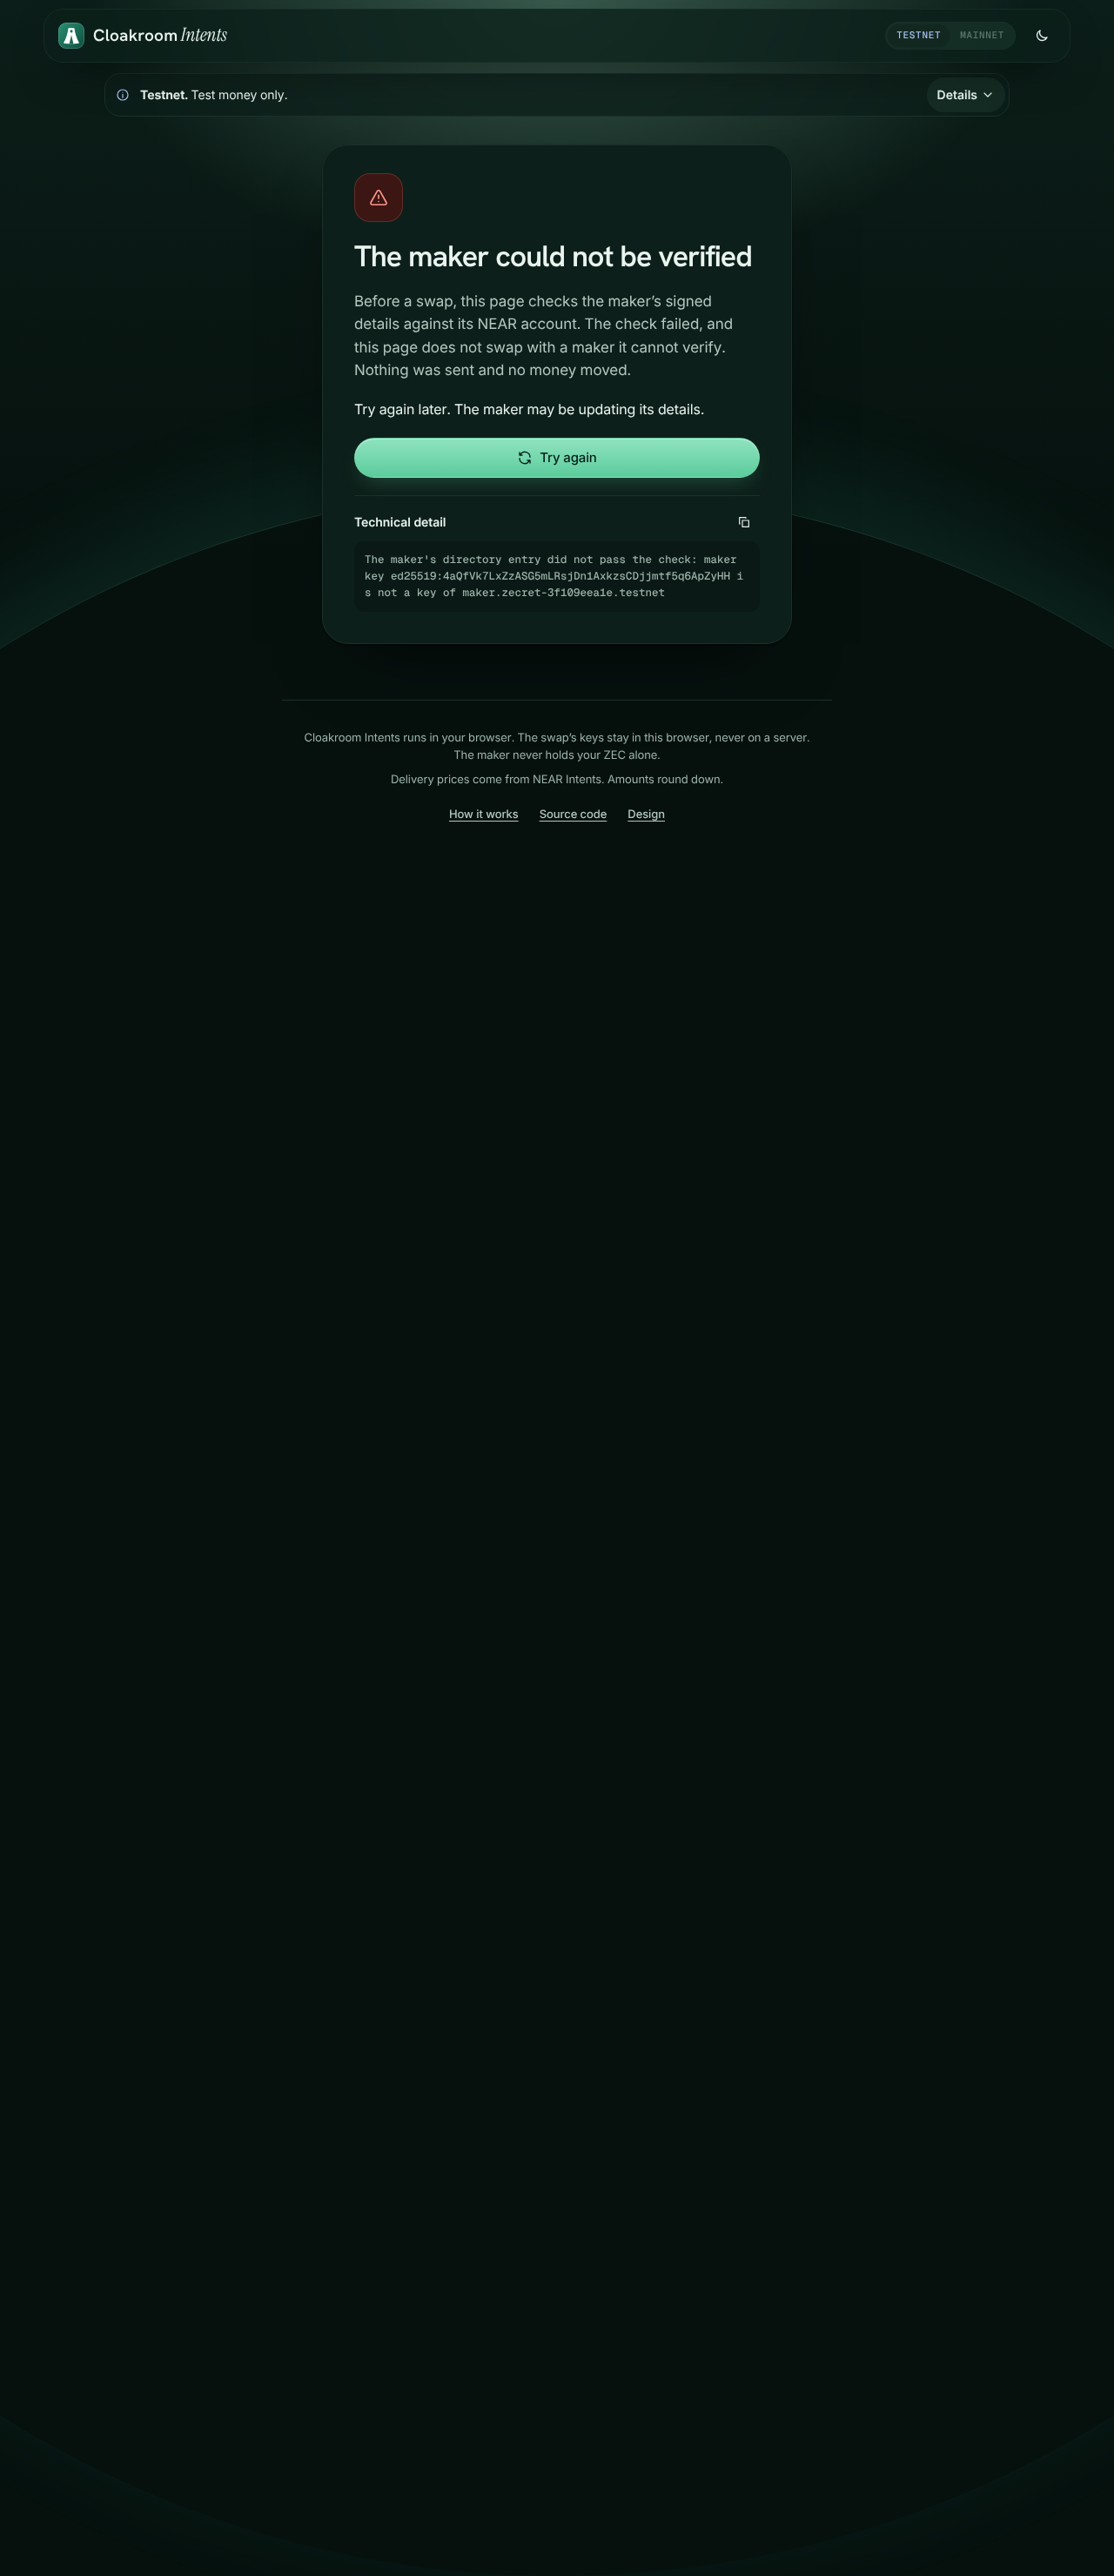 Cloakroom Intents
TESTNET MAINNET
Testnet. Test money only.
Details
The maker could not be verified
Before a swap, this page checks the maker’s signed
details against its NEAR account. The check failed, and
this page does not swap with a maker it cannot verify.
Nothing was sent and no money moved.
Try again later. The maker may be updating its details.
Try again
Technical detail
The maker's directory entry did not pass the check: maker
key ed25519:4aQfVk7LxZzASG5mLRsjDn1AxkzsCDjjmtf5q6ApZyHH i
s not a key of maker.zecret-3f109eea1e.testnet
Cloakroom Intents runs in your browser. The swap’s keys stay in this browser, never on a server.
The maker never holds your ZEC alone.
Delivery prices come from NEAR Intents. Amounts round down.
How it works Source code Design